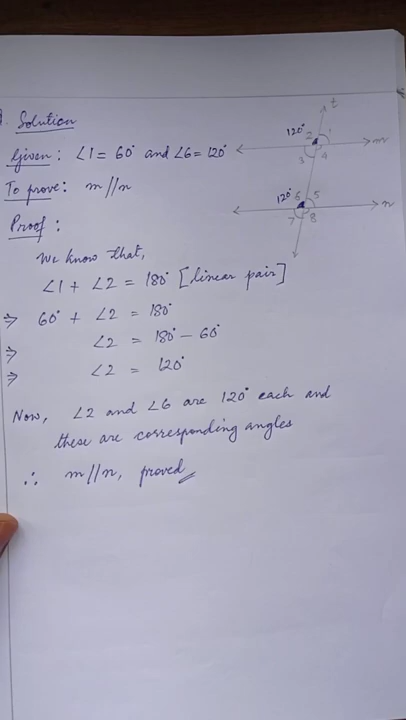 Solution
Given: ∠1 = 60° and ∠6 = 120°
To prove: m//n
Proof:
We know that,
∠1 + ∠2 = 180° [linear pair]
⇒ 60° + ∠2 = 180°
⇒ ∠2 = 180° - 60°
⇒ ∠2 = 120°
Now, ∠2 and ∠6 are 120° each and
these are corresponding angles
∴ m//n, proved
t
120° 2 1
m
3 4
120° 6 5
n
7 8